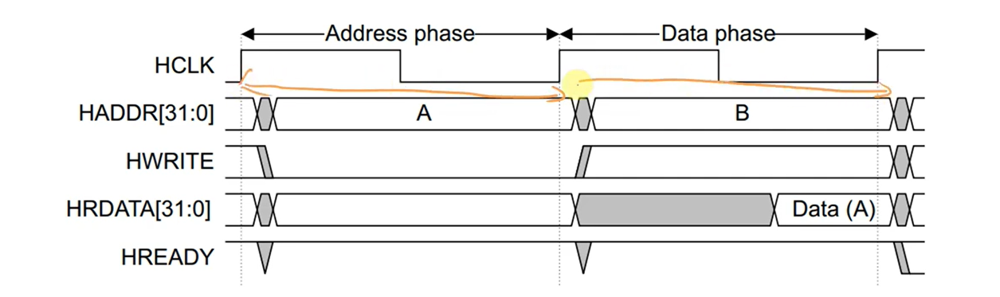 Address phase Data phase
HCLK
HADDR[31:0] A B
HWRITE
HRDATA[31:0] Data (A)
HREADY